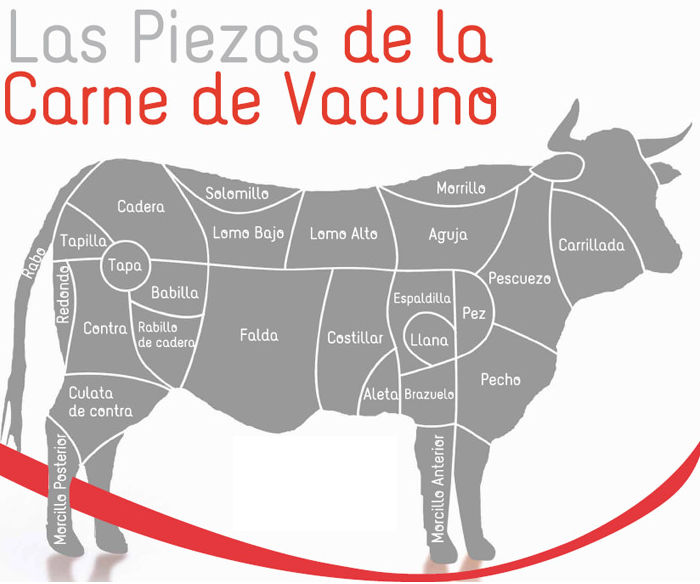 Las Piezas de la
Carne de Vacuno
Solomillo
Morrillo
Cadera
Lomo Bajo
Lomo Alto
Aguja
Carrillada
Tapilla
Tapa
Rabo
Redondo
Babilla
Pescuezo
Espaldilla
Pez
Contra
Rabillo
de cadera
Falda
Costillar
Llana
Pecho
Culata
de contra
Aleta
Brazuelo
Morcillo Posterior
Morcillo Anterior